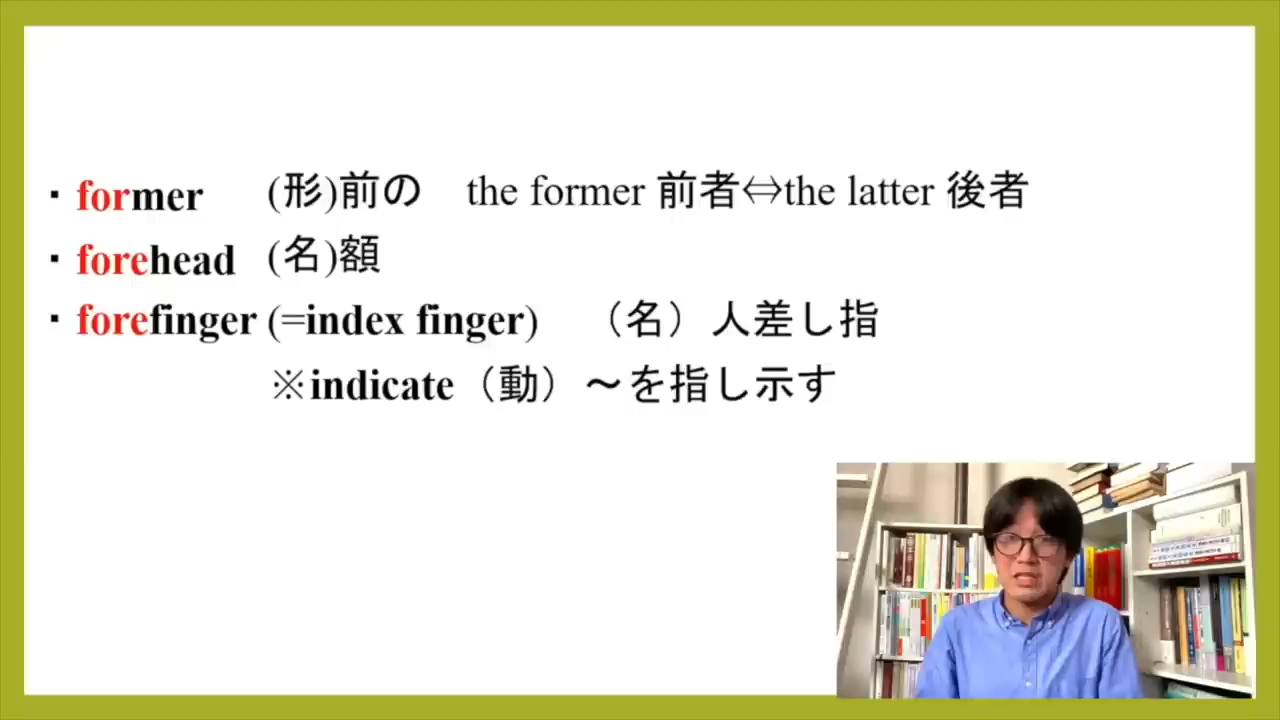 ・former (形)前の the former 前者⇔the latter 後者
・forehead (名)額
・forefinger (=index finger) （名）人差し指
※indicate（動）～を指し示す